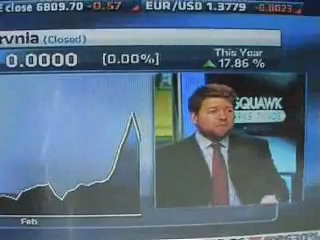 E close 6809.70 -0.57 EUR/USD 1.3779 -0.0023
rvnia (Closed)
0.0000 [0.00%]
This Year
17.86 %
SQUAWK
Feb